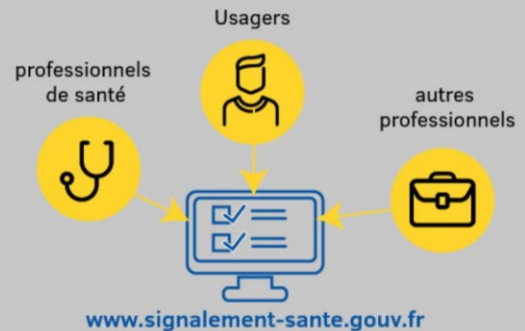 Usagers
professionnels
de santé
autres
professionnels
www.signalement-sante.gouv.fr